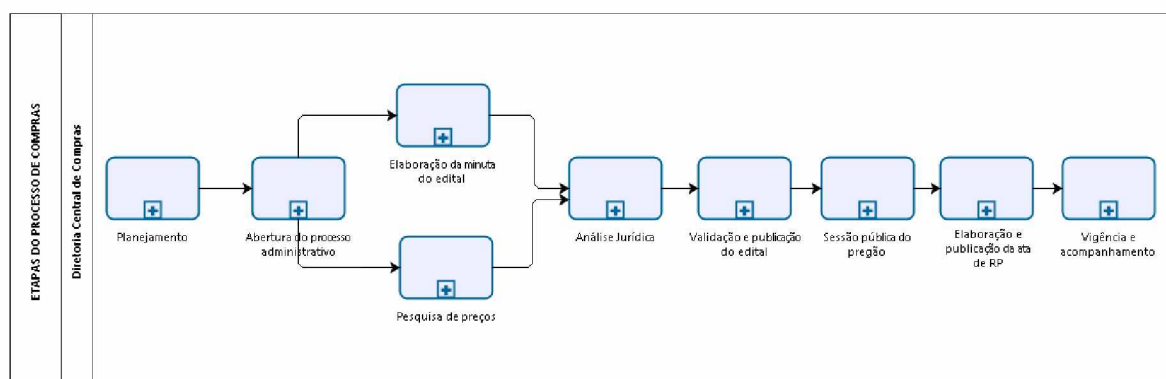 ETAPAS DO PROCESSO DE COMPRAS
Diretoria Central de Compras
Planejamento
Abertura do processo
administrativo
Elaboração da minuta
do edital
Pesquisa de preços
Análise Jurídica
Validação e publicação
do edital
Sessão pública do
pregão
Elaboração e
publicação da ata
de RP
Vigência e
acompanhamento